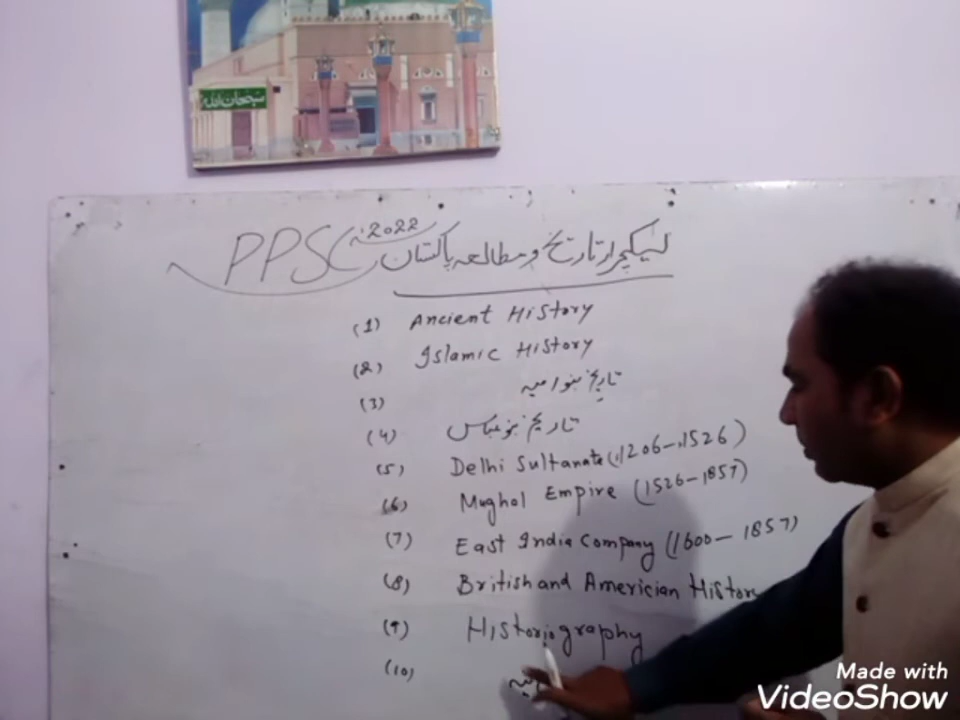 سبحان اللہ
لیکچرار تاریخ و مطالعہ پاکستان PPSC 2022ء
(1) Ancient History
(2) Islamic History
(3) تاریخ بنو امیہ
(4) تاریخ بنو عباس
(5) Delhi Sultanate (1206-1526)
(6) Mughal Empire (1526-1857)
(7) East India Company (1600-1857)
(8) British and Americian History
(9) Historiography
(10)
Made with
VideoShow